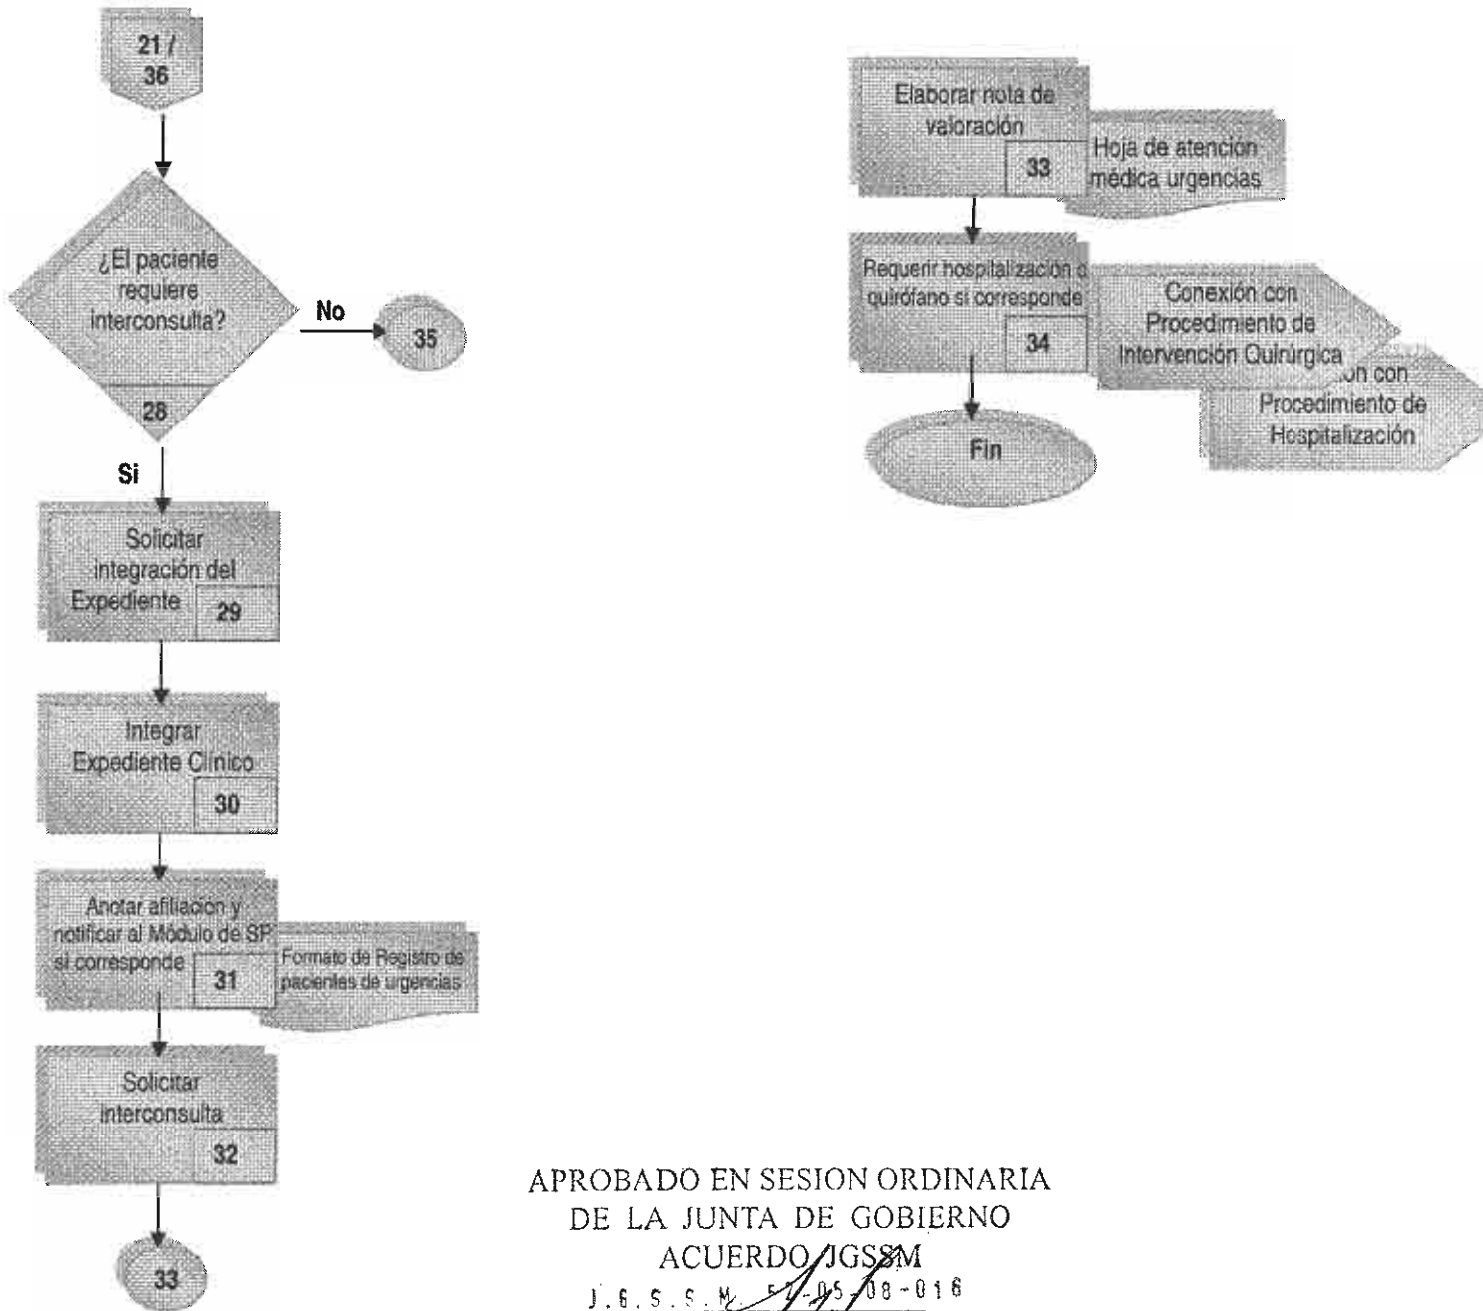 21 /
36
¿El paciente
requiere
interconsulta?
28
No
35
Si
Solicitar
integración del
Expediente
29
Integrar
Expediente Clínico
30
Anotar afiliación y
notificar al Módulo de SP
si corresponde
31
Formato de Registro de
pacientes de urgencias
Solicitar
interconsulta
32
33
Elaborar nota de
valoración
33
Hoja de atención
médica urgencias
Requerir hospitalización o
quirófano si corresponde
34
Conexión con
Procedimiento de
Intervención Quirúrgica
con
Procedimiento de
Hospitalización
Fin
APROBADO EN SESION ORDINARIA
DE LA JUNTA DE GOBIERNO
ACUERDO JGSSM
J.G.S.S.M. -05-08-016